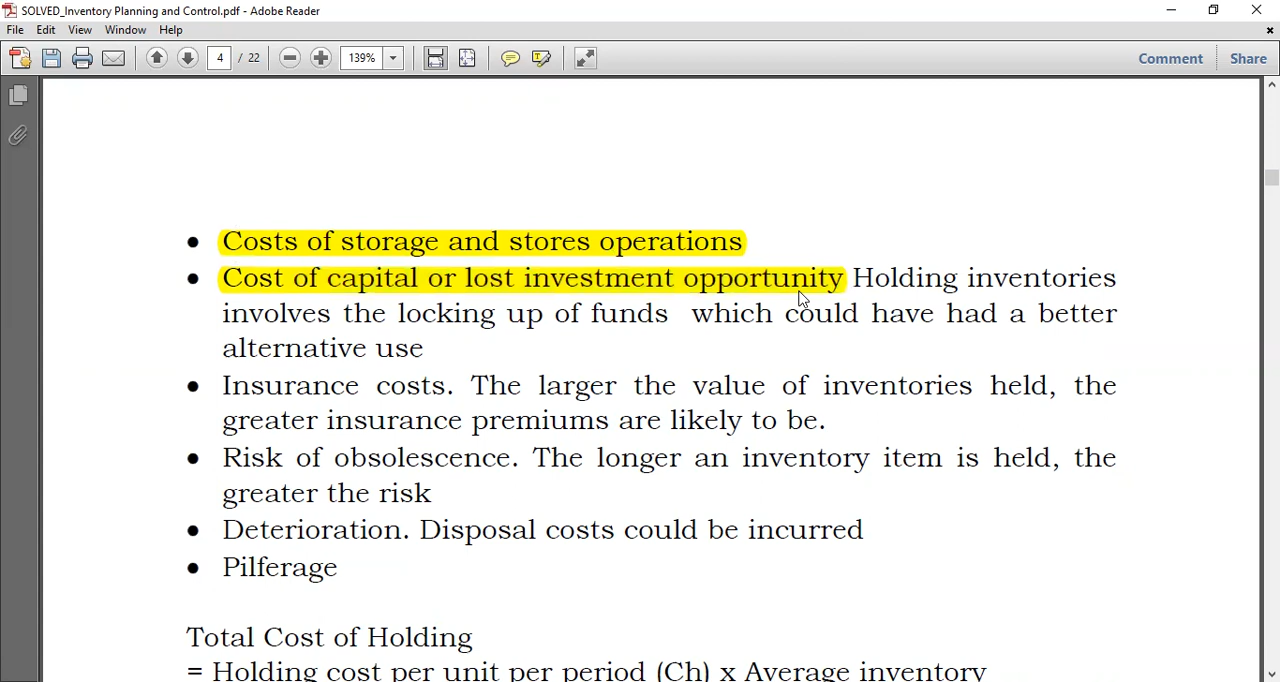 SOLVED_Inventory Planning and Control.pdf - Adobe Reader
File Edit View Window Help
4 / 22 139% Comment Share
• Costs of storage and stores operations
• Cost of capital or lost investment opportunity Holding inventories
involves the locking up of funds which could have had a better
alternative use
• Insurance costs. The larger the value of inventories held, the
greater insurance premiums are likely to be.
• Risk of obsolescence. The longer an inventory item is held, the
greater the risk
• Deterioration. Disposal costs could be incurred
• Pilferage
Total Cost of Holding
= Holding cost per unit per period (Ch) x Average inventory